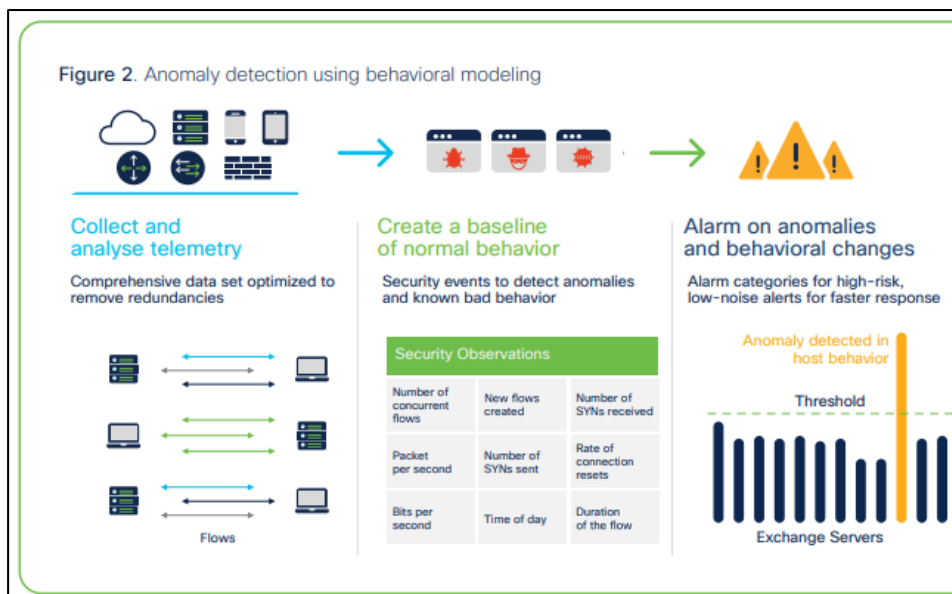 Figure 2. Anomaly detection using behavioral modeling
Collect and
analyse telemetry
Comprehensive data set optimized to
remove redundancies
Flows
Create a baseline
of normal behavior
Security events to detect anomalies
and known bad behavior
Security Observations
Number of
concurrent
flows
New flows
created
Number of
SYNs received
Packet
per second
Number of
SYNs sent
Rate of
connection
resets
Bits per
second
Time of day
Duration
of the flow
Alarm on anomalies
and behavioral changes
Alarm categories for high-risk,
low-noise alerts for faster response
Anomaly detected in
host behavior
Threshold
Exchange Servers